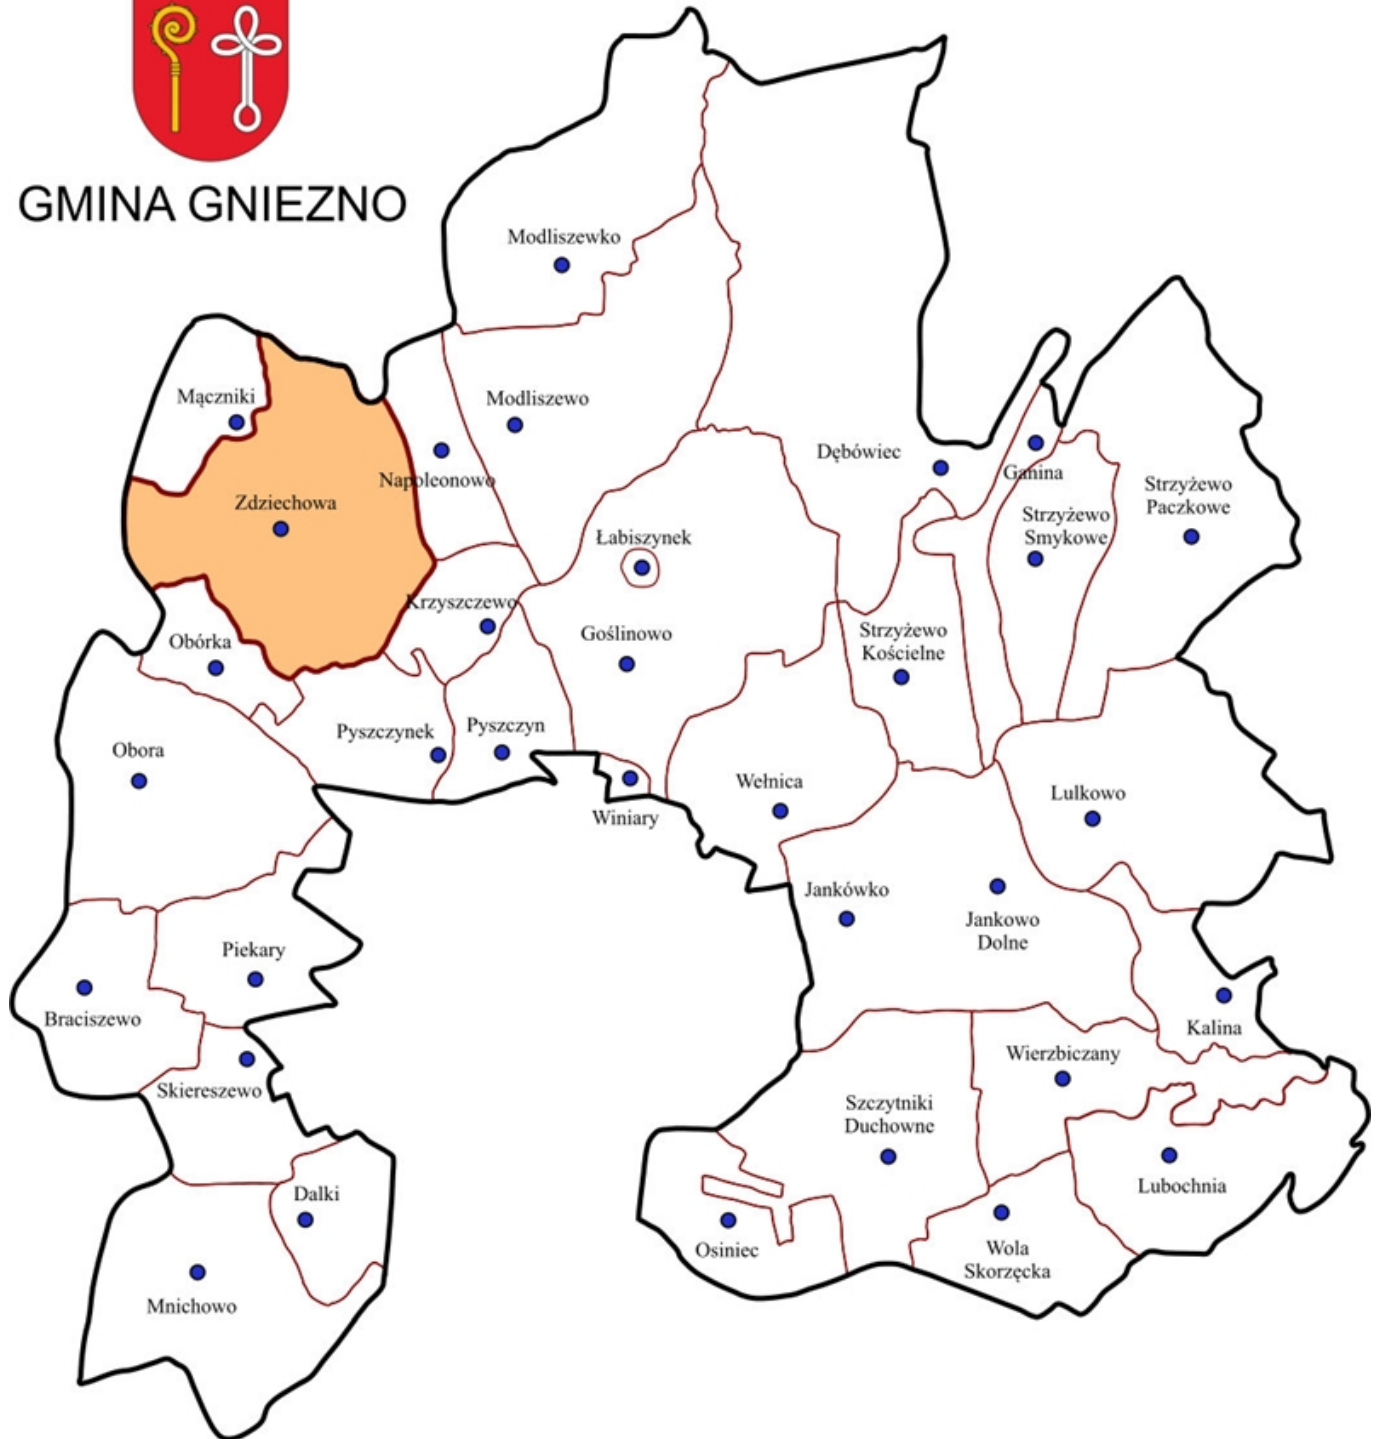 GMINA GNIEZNO
Modliszewko
Mączniki
Modliszewo
Dębówiec
Napoleonowo
Ganina
Strzyżewo
Paczkowe
Zdziechowa
Strzyżewo
Smykowe
Łabiszynek
Krzyszczewo
Goślinowo
Strzyżewo
Kościelne
Obórka
Pyszczynek
Pyszczyn
Obora
Wełnica
Lulkowo
Winiary
Jankówko
Jankowo
Dolne
Piekary
Braciszewo
Kalina
Wierzbiczany
Skiereszewo
Szczytniki
Duchowne
Dalki
Lubochnia
Osiniec
Wola
Skorzęcka
Mnichowo